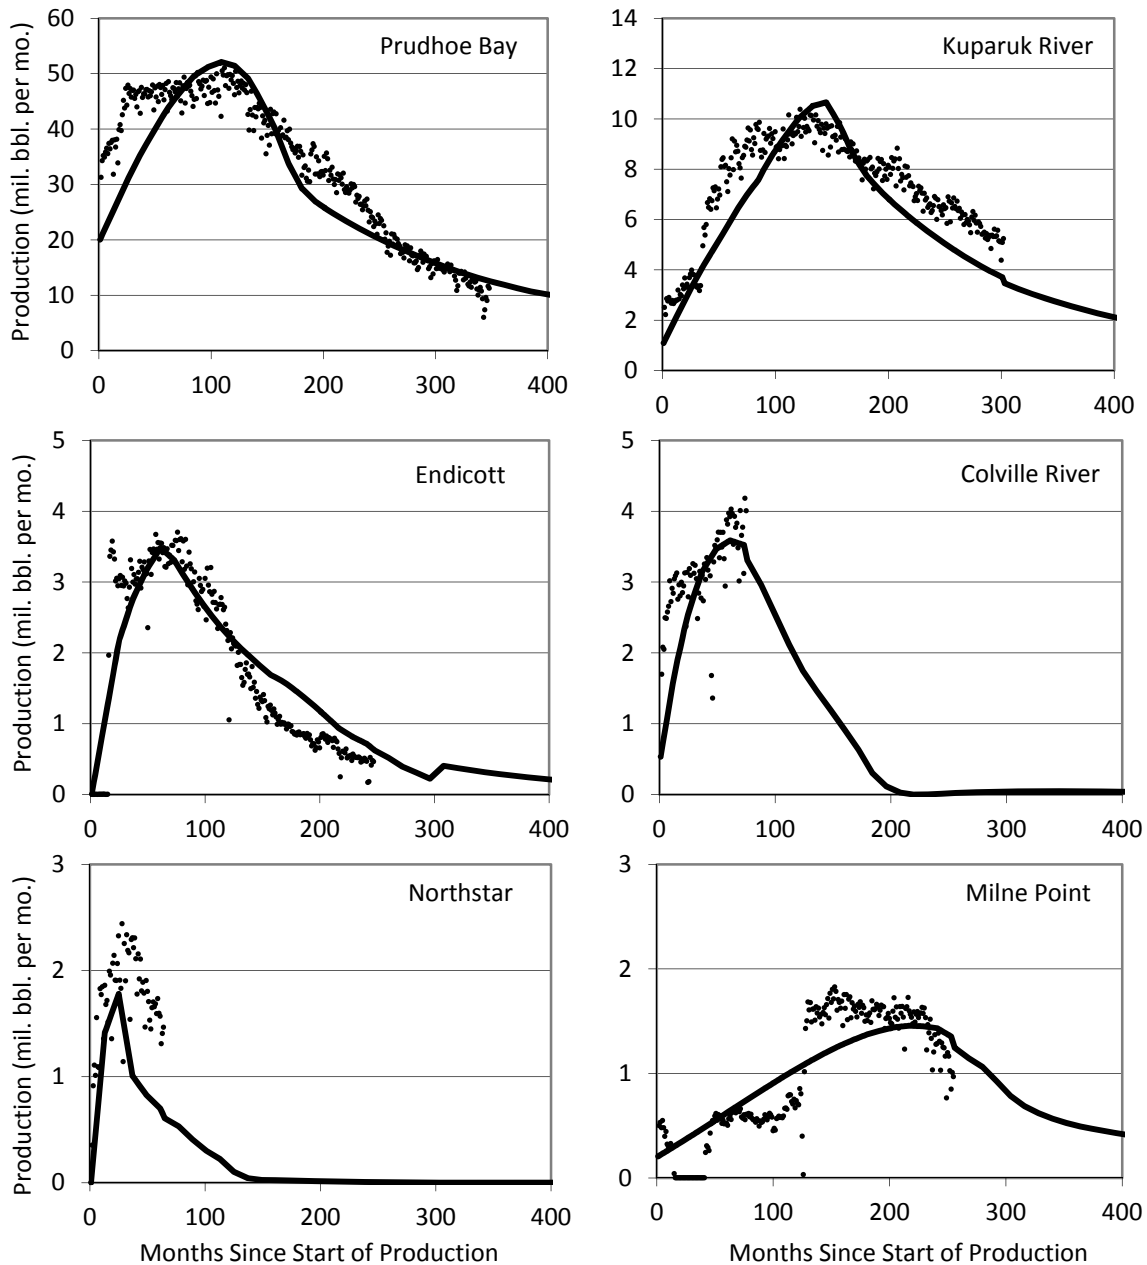 Prudhoe Bay
Production (mil. bbl. per mo.)
60
50
40
30
20
10
0
0 100 200 300 400
Kuparuk River
14
12
10
8
6
4
2
0
0 100 200 300 400
Endicott
Production (mil. bbl. per mo.)
5
4
3
2
1
0
0 100 200 300 400
Colville River
5
4
3
2
1
0
0 100 200 300 400
Northstar
Production (mil. bbl. per mo.)
3
2
1
0
0 100 200 300 400
Months Since Start of Production
Milne Point
3
2
1
0
0 100 200 300 400
Months Since Start of Production